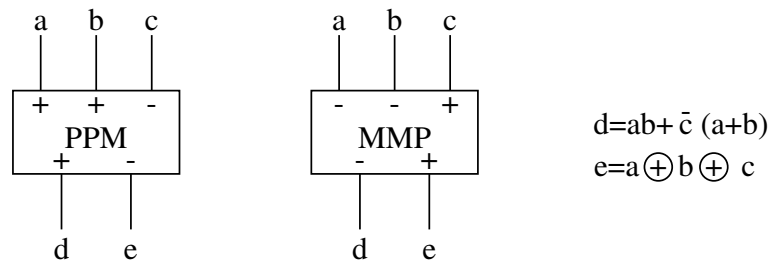 a b c
+ + -
PPM
+ -
d e
a b c
- - +
MMP
- +
d e
d=ab+ c̄ (a+b)
e=a⊕b⊕ c